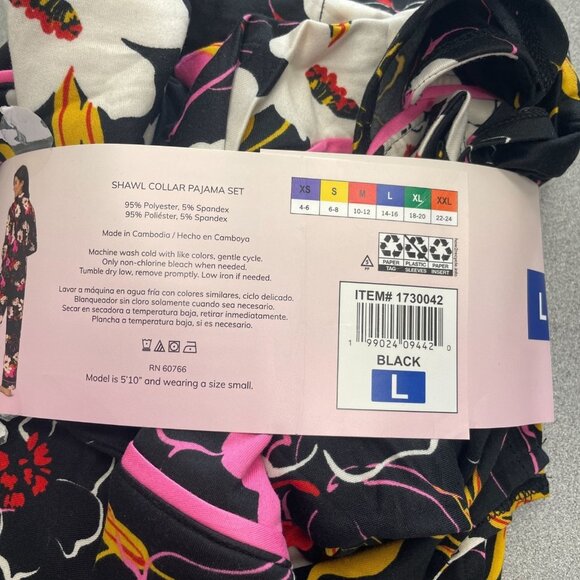 SHAWL COLLAR PAJAMA SET
95% Polyester, 5% Spandex
95% Poliéster, 5% Spandex
Made in Cambodia / Hecho en Camboya
Machine wash cold with like colors, gentle cycle.
Only non-chlorine bleach when needed.
Tumble dry low, remove promptly. Low iron if needed.
Lavar a máquina en agua fría con colores similares, ciclo delicado.
Blanqueador sin cloro solamente cuando sea necesario.
Secar en secadora a temperatura baja, retirar inmediatamente.
Plancha a temperatura baja, si es necesario.
RN 60766
Model is 5'10" and wearing a size small.
XS S M L XL XXL
4-6 6-8 10-12 14-16 18-20 22-24
PAPER PLASTIC PAPER
TAG SLEEVES INSERT
ITEM# 1730042
1 99024 09442 0
BLACK
L
L